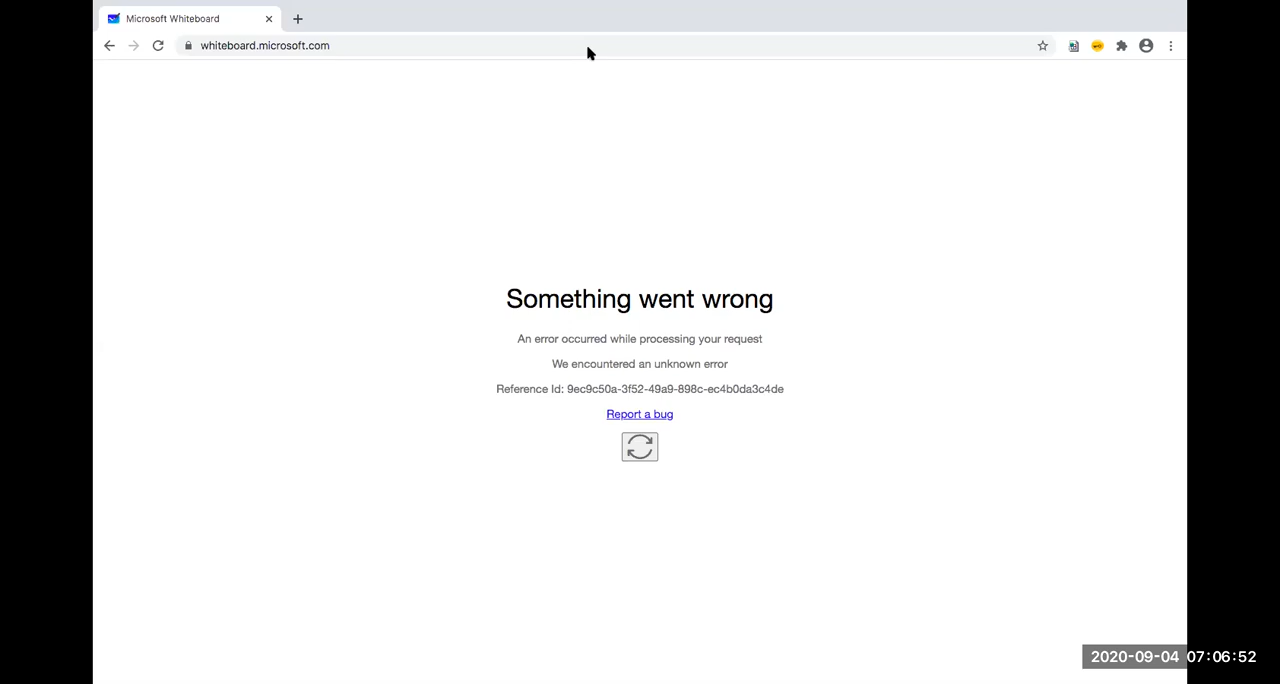 Microsoft Whiteboard
whiteboard.microsoft.com
Something went wrong
An error occurred while processing your request
We encountered an unknown error
Reference Id: 9ec9c50a-3f52-49a9-898c-ec4b0da3c4de
Report a bug
2020-09-04 07:06:52